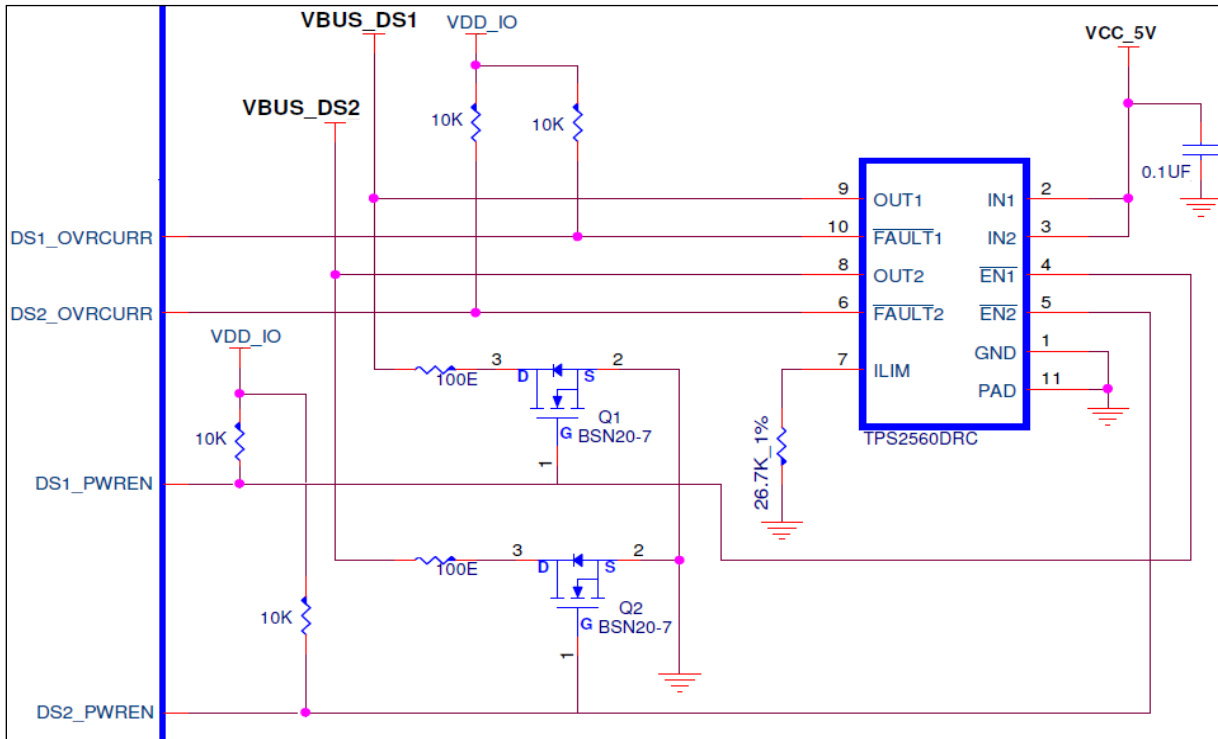 VBUS_DS1
VDD_IO
VCC_5V
VBUS_DS2
10K
10K
0.1UF
9
OUT1
IN1
2
DS1_OVRCURR
10
FAULT1
IN2
3
8
OUT2
EN1
4
DS2_OVRCURR
6
FAULT2
EN2
5
VDD_IO
GND
1
100E
3
D
S
2
7
ILIM
PAD
11
Q1
BSN20-7
G
1
TPS2560DRC
10K
26.7K_1%
DS1_PWREN
100E
3
D
S
2
Q2
BSN20-7
G
1
10K
DS2_PWREN